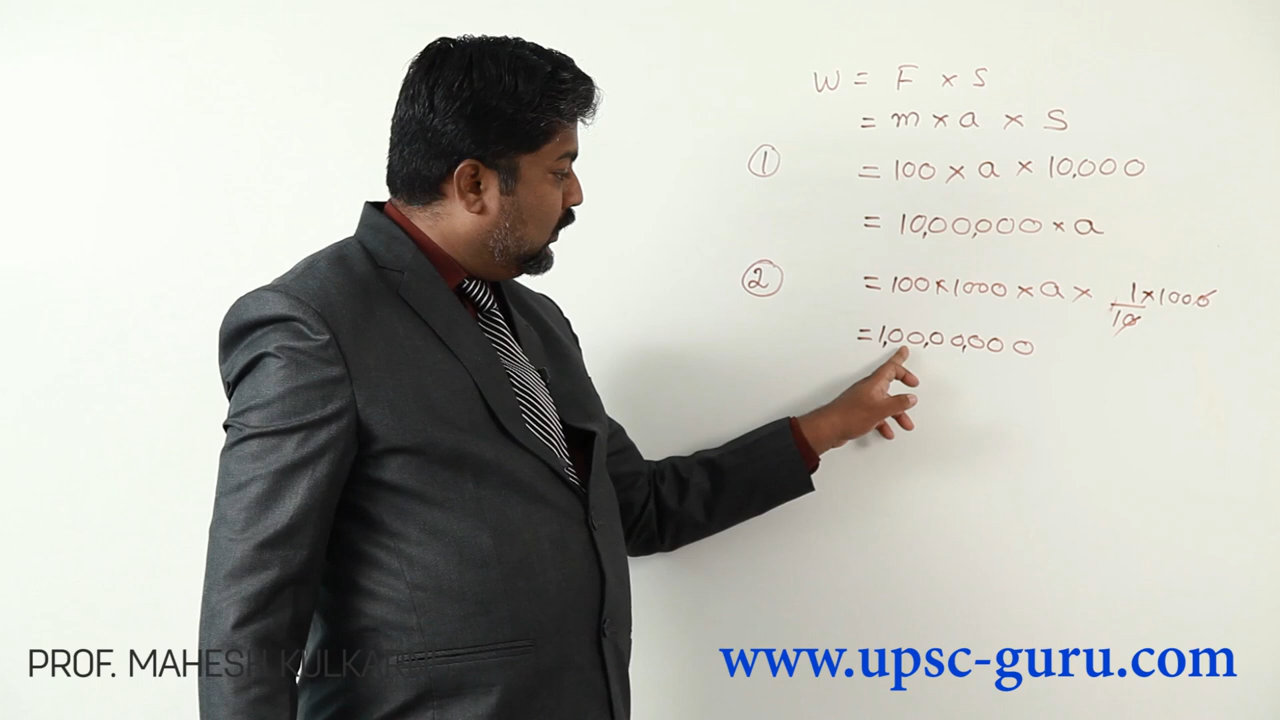 W = F × S
= m × a × S
① = 100 × a × 10,000
= 10,00,000 × a
② = 100 × 1000 × a × 1/10 × 1000
= 1,00,00,000
PROF. MAHESH KULKARNI
www.upsc-guru.com